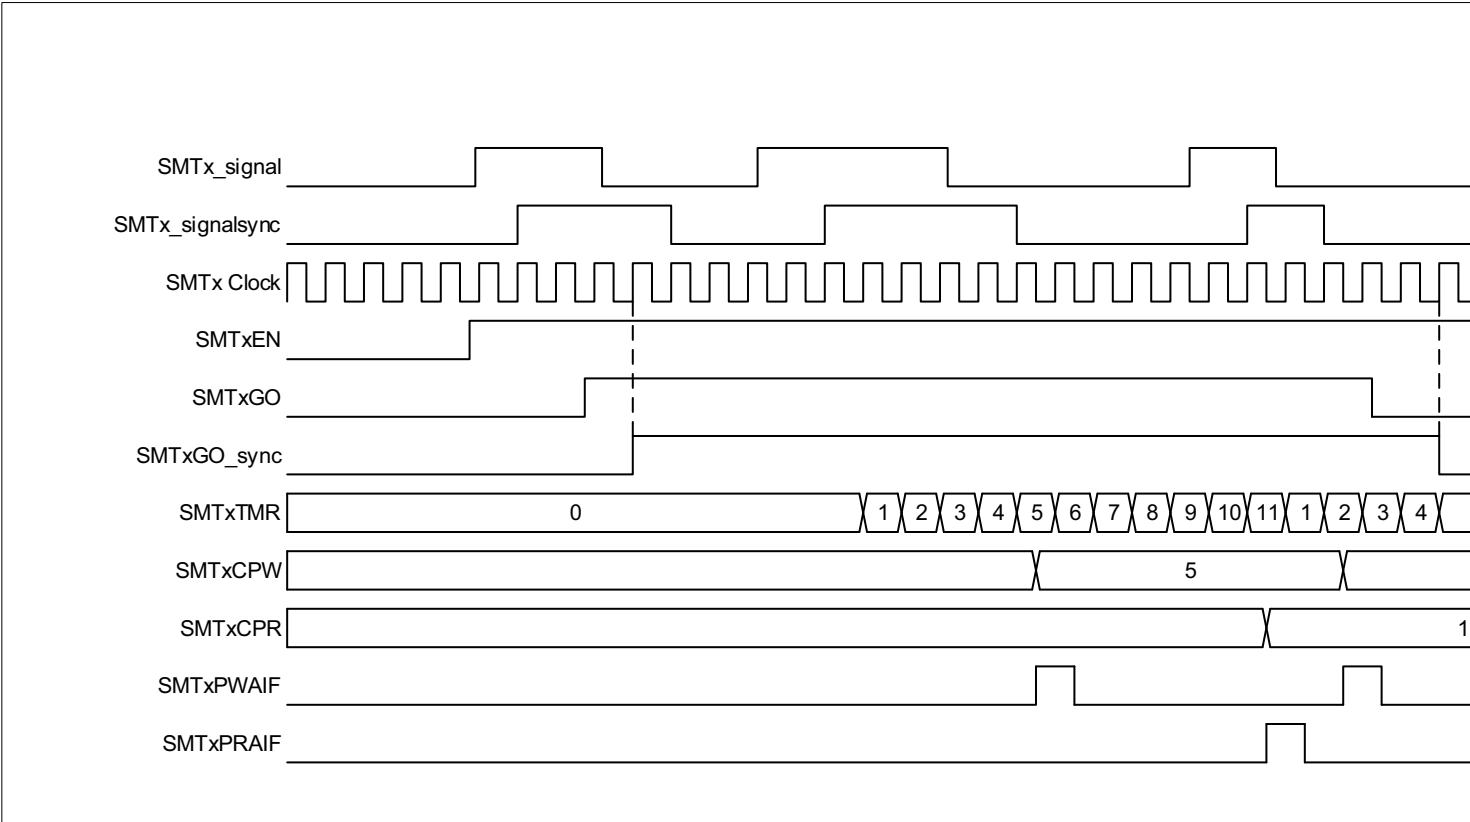 SMTx_signal
SMTx_signalsync
SMTx Clock
SMTxEN
SMTxGO
SMTxGO_sync
SMTxTMR 0 1 2 3 4 5 6 7 8 9 10 11 1 2 3 4
SMTxCPW 5
SMTxCPR 1
SMTxPWAIF
SMTxPRAIF